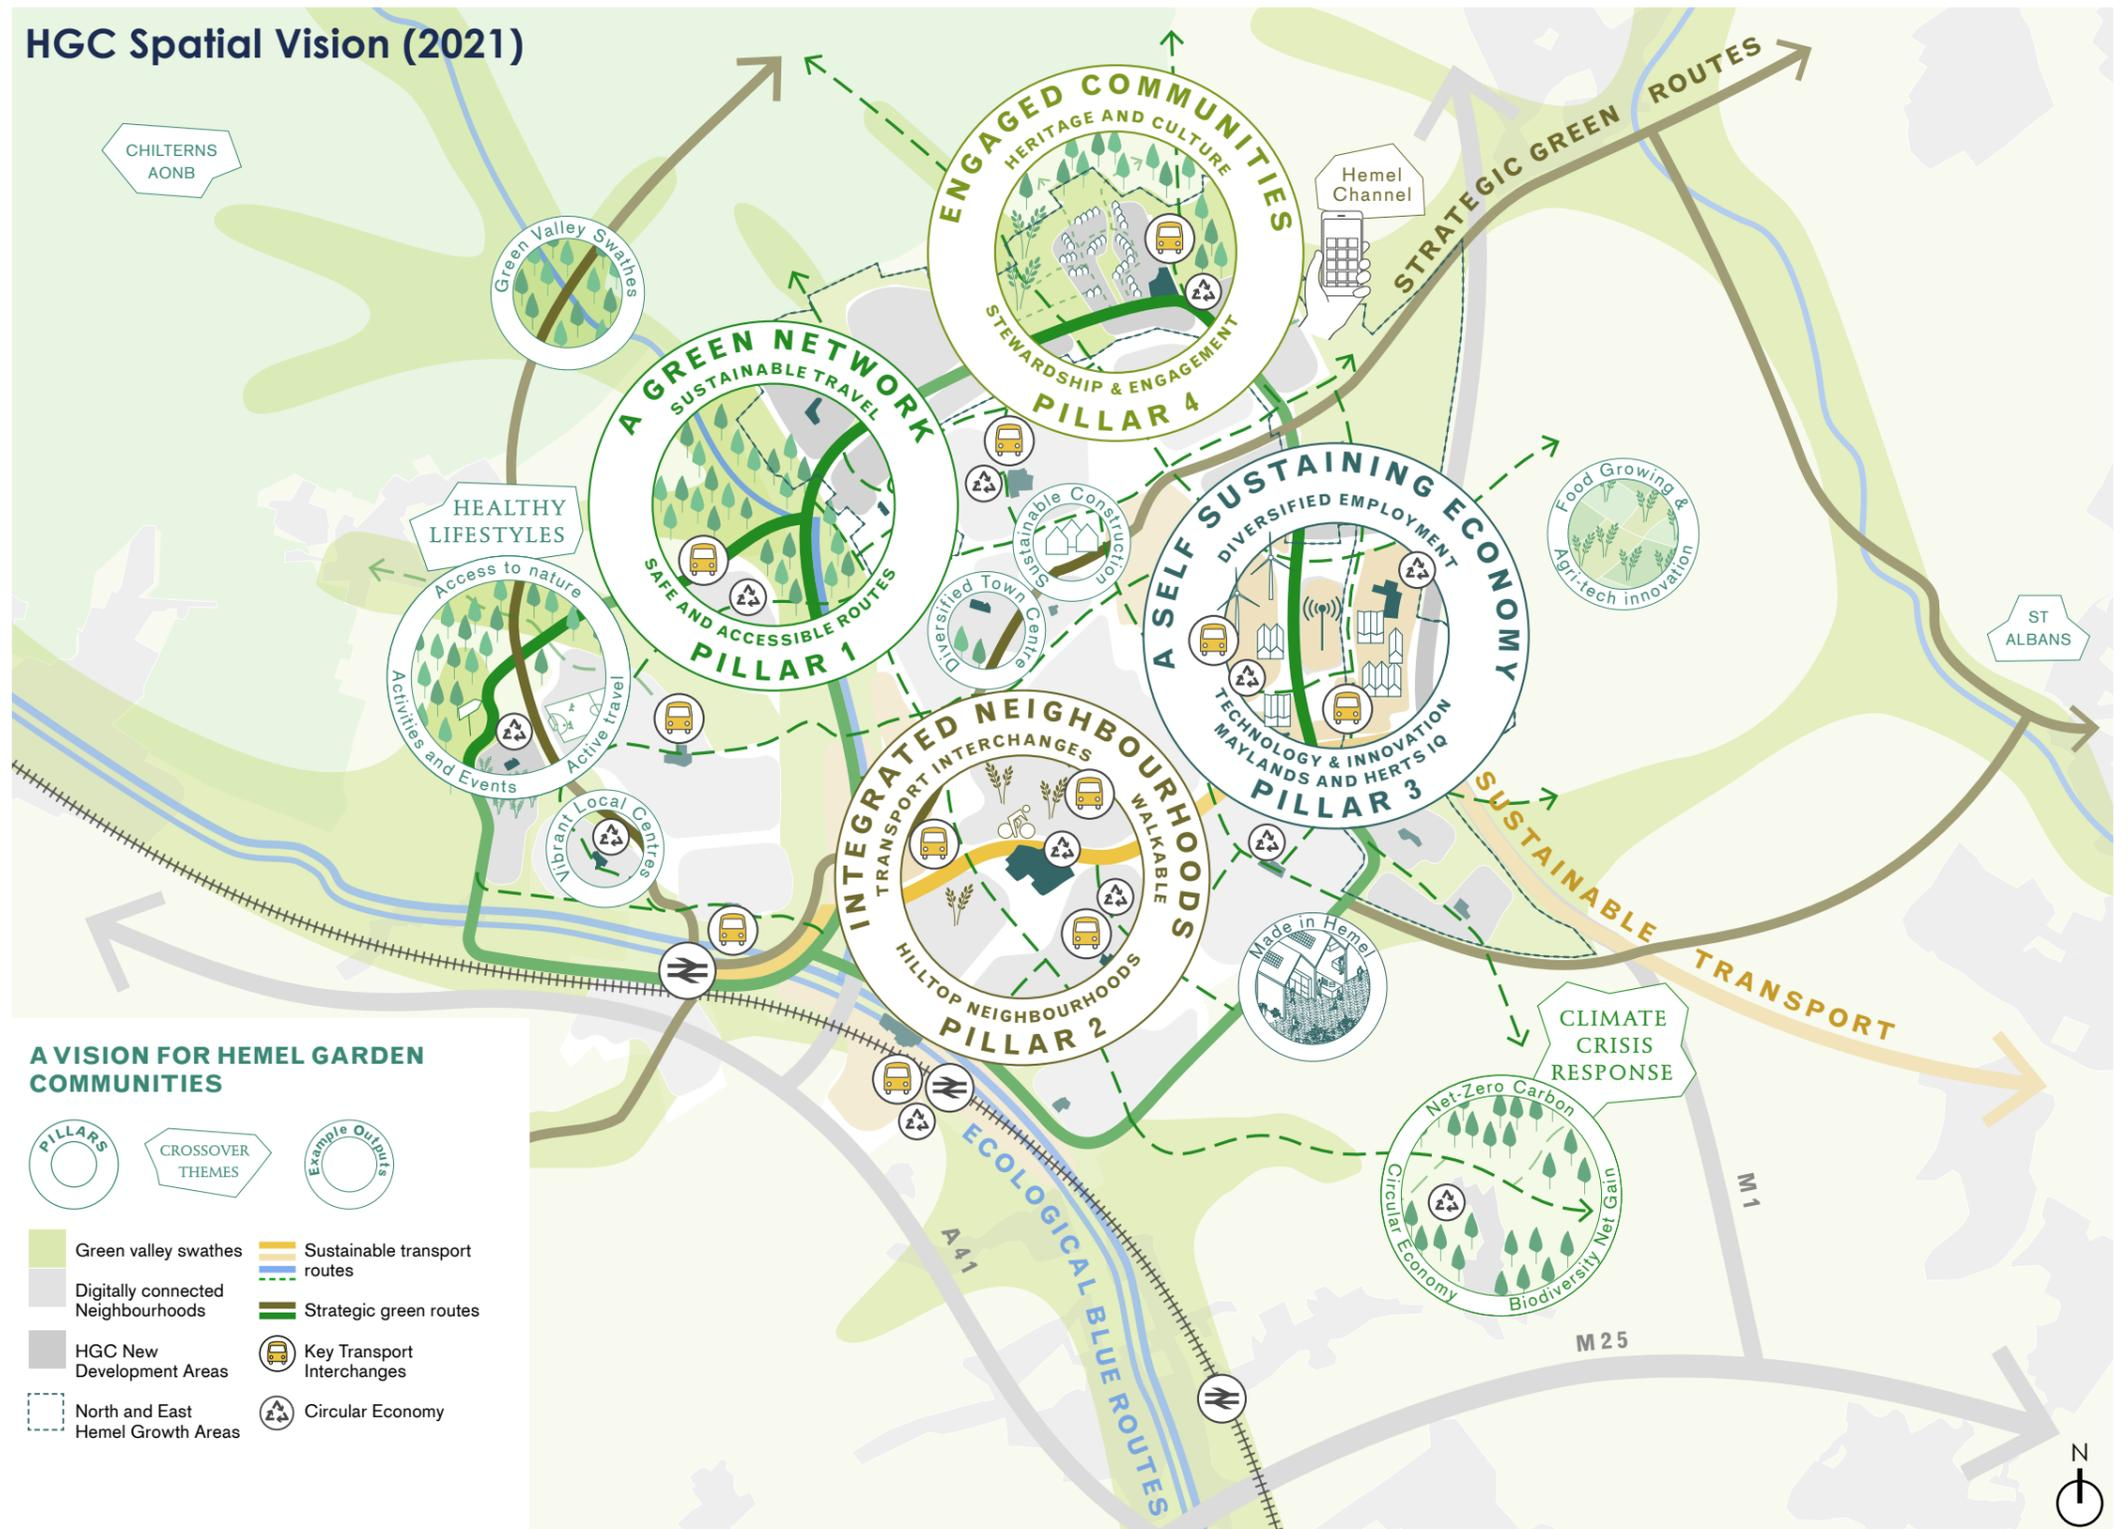 HGC Spatial Vision (2021)
CHILTERNS
AONB
Green Valley Swathes
ENGAGED COMMUNITIES
HERITAGE AND CULTURE
STEWARDSHIP & ENGAGEMENT
PILLAR 4
Hemel
Channel
STRATEGIC GREEN ROUTES
A GREEN NETWORK
SUSTAINABLE TRAVEL
SAFE AND ACCESSIBLE ROUTES
PILLAR 1
HEALTHY
LIFESTYLES
Access to nature
Activities and Events
Active travel
Sustainable Construction
Diversified Town Centre
A SELF SUSTAINING ECONOMY
DIVERSIFIED EMPLOYMENT
TECHNOLOGY & INNOVATION
MAYLANDS AND HERTS IQ
PILLAR 3
Food Growing &
Agri-tech innovation
ST
ALBANS
Vibrant Local Centres
INTEGRATED NEIGHBOURHOODS
TRANSPORT INTERCHANGES
WALKABLE
HILLTOP NEIGHBOURHOODS
PILLAR 2
Made in Hemel
SUSTAINABLE TRANSPORT
CLIMATE
CRISIS
RESPONSE
Net-Zero Carbon
Circular Economy
Biodiversity Net Gain
ECOLOGICAL BLUE ROUTES
A41
M1
M25
N
A VISION FOR HEMEL GARDEN
COMMUNITIES
PILLARS
CROSSOVER
THEMES
Example Outputs
Green valley swathes
Digitally connected
Neighbourhoods
HGC New
Development Areas
North and East
Hemel Growth Areas
Sustainable transport
routes
Strategic green routes
Key Transport
Interchanges
Circular Economy